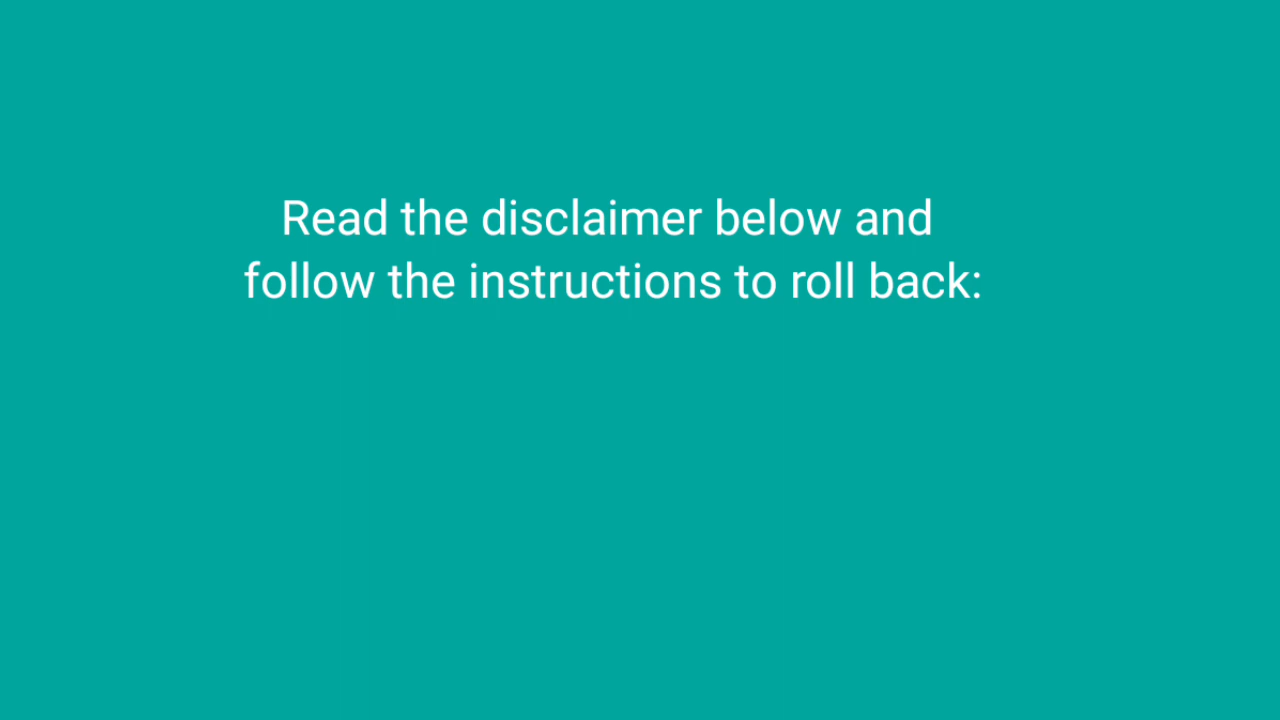 Read the disclaimer below and
follow the instructions to roll back: